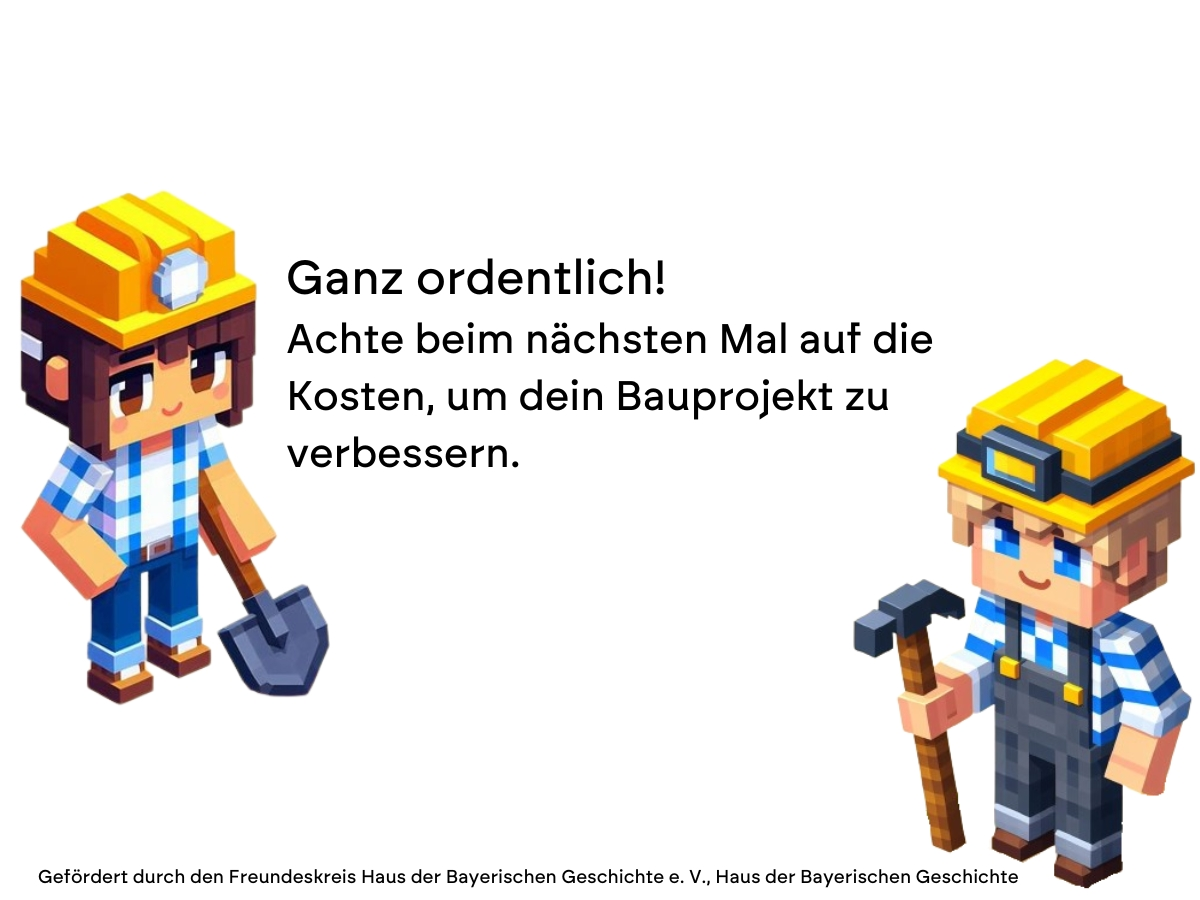 Ganz ordentlich!
Achte beim nächsten Mal auf die
Kosten, um dein Bauprojekt zu
verbessern.
Gefördert durch den Freundeskreis Haus der Bayerischen Geschichte e. V., Haus der Bayerischen Geschichte